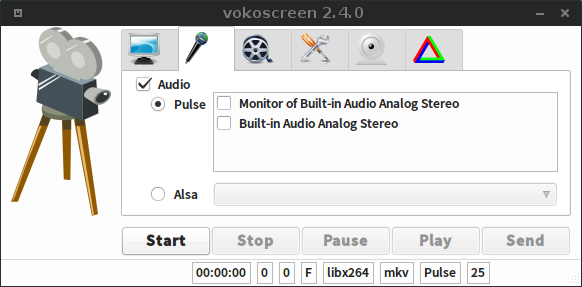 vokoscreen 2.4.0
Audio
Pulse
Monitor of Built-in Audio Analog Stereo
Built-in Audio Analog Stereo
Alsa
Start Stop Pause Play Send
00:00:00 0 0 F libx264 mkv Pulse 25